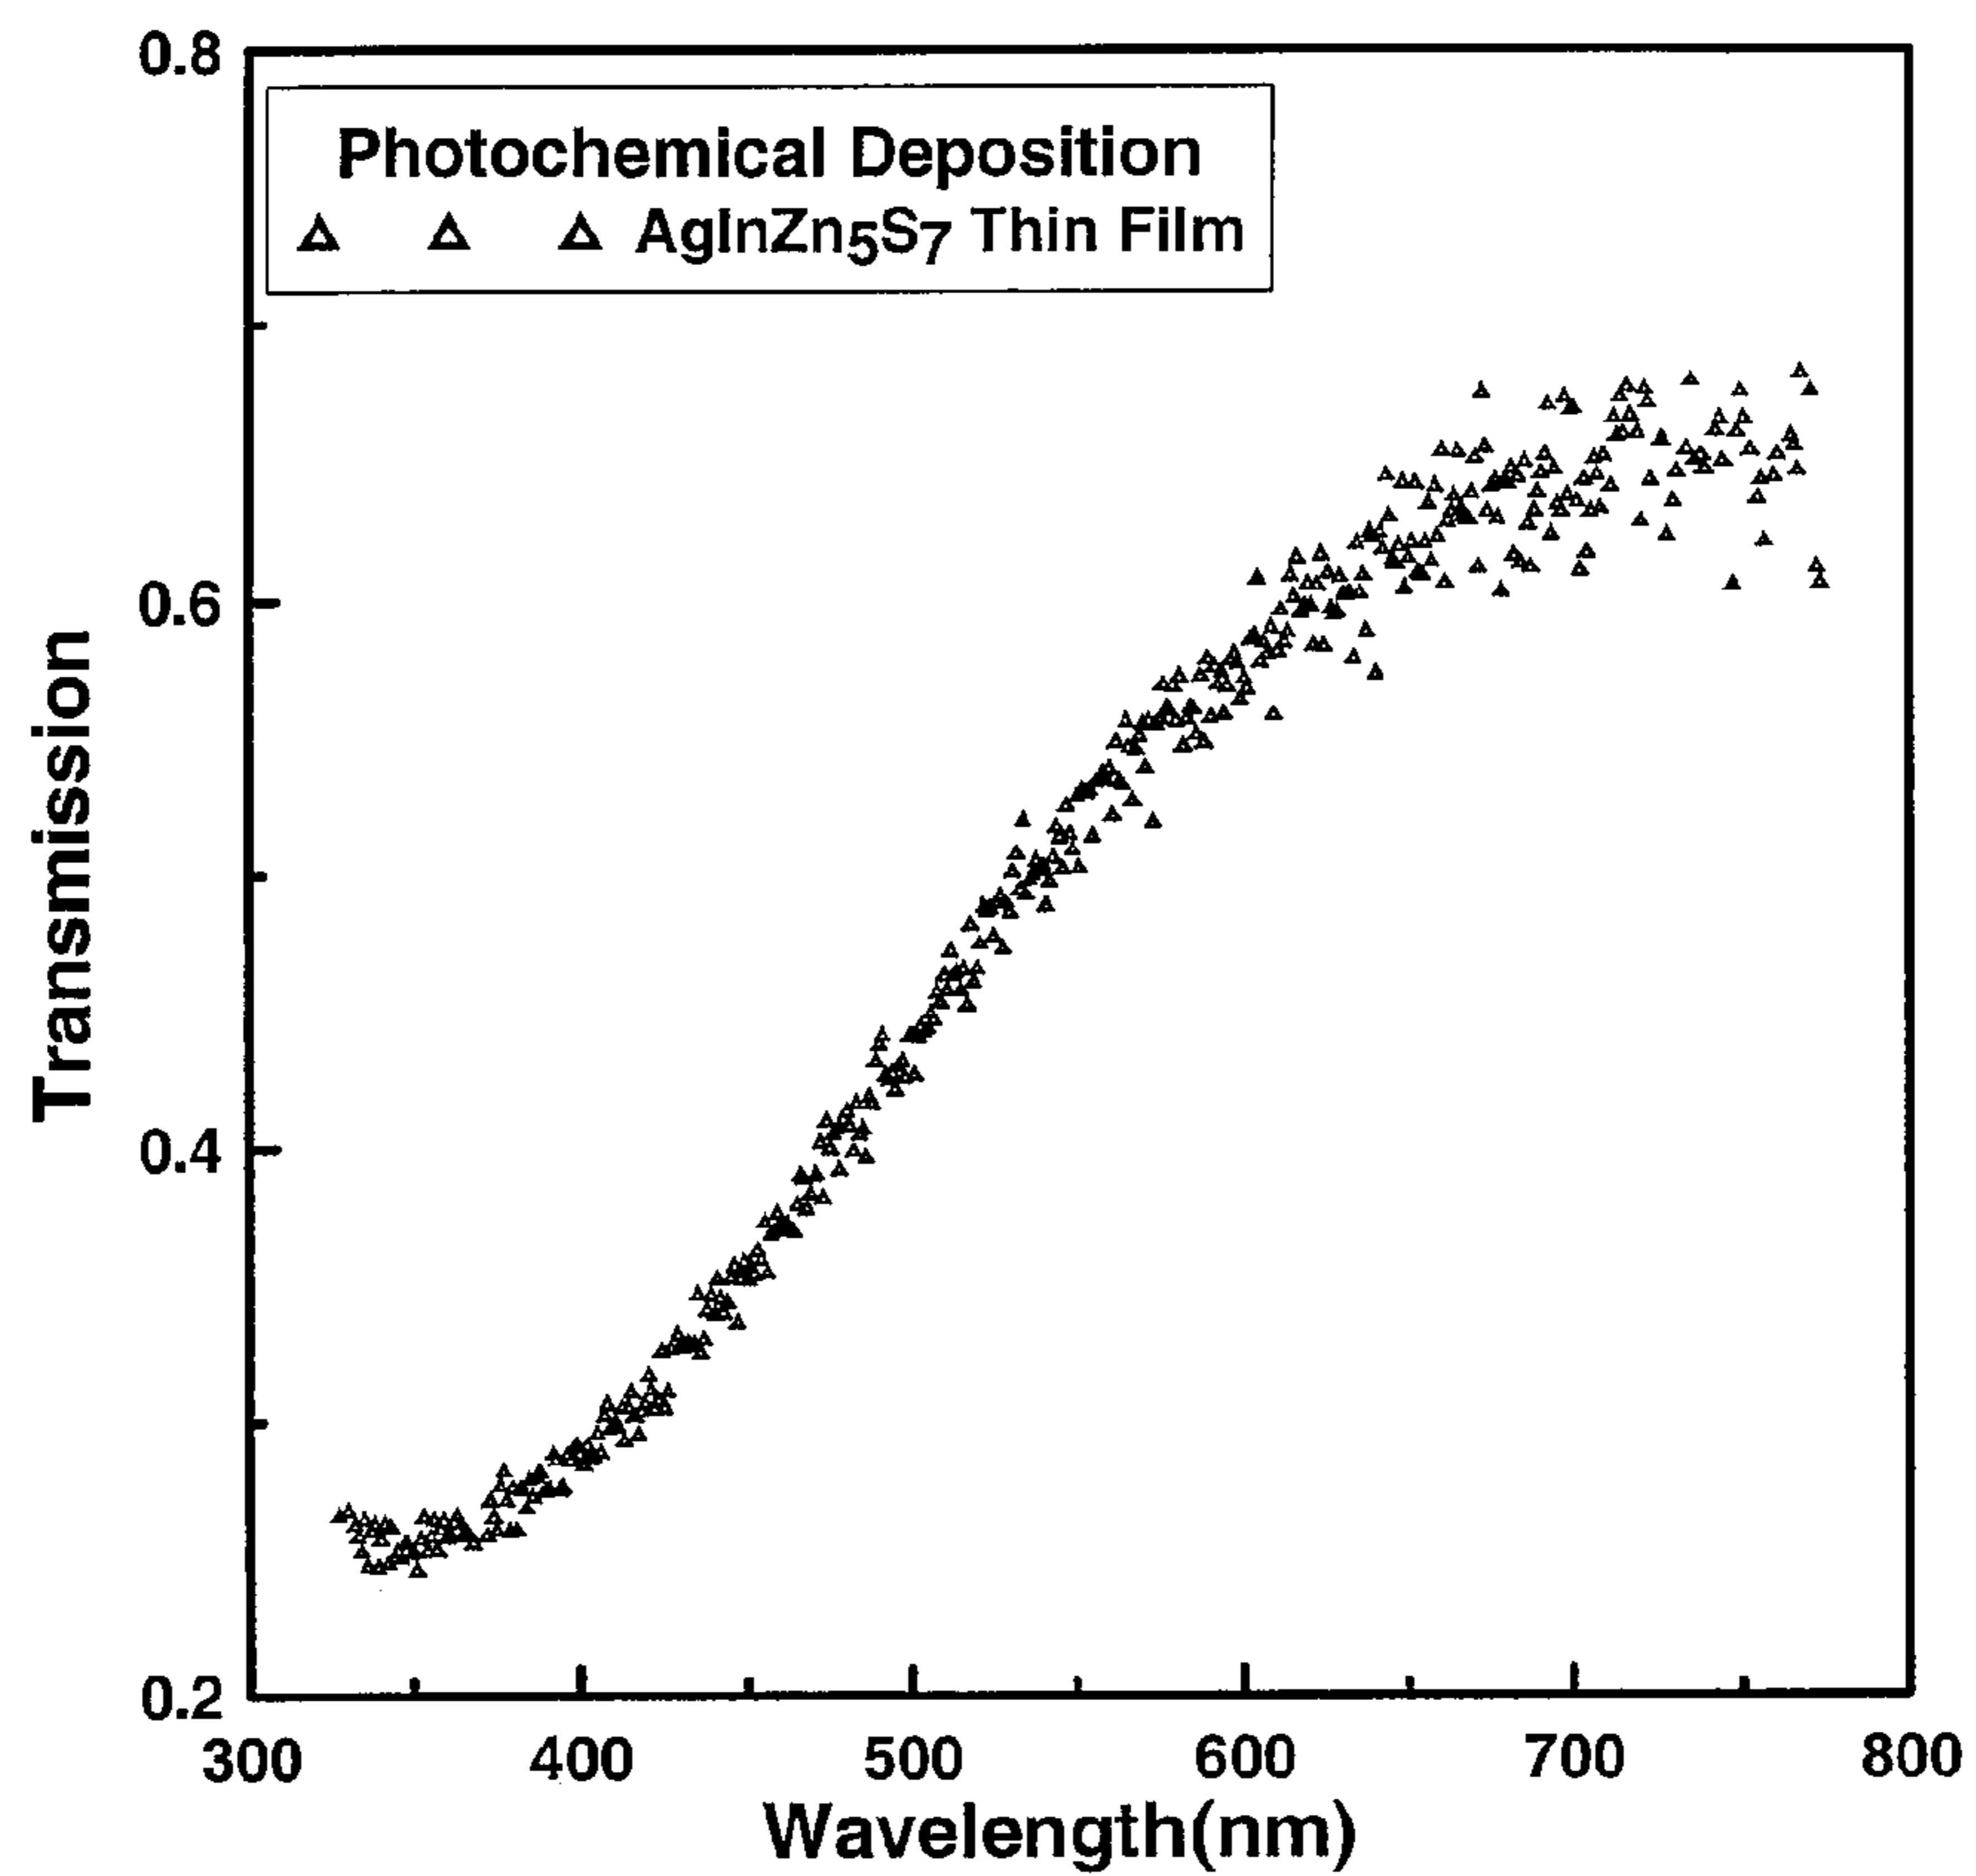 0.8
Photochemical Deposition
AgInZn5S7 Thin Film
0.6
Transmission
0.4
0.2
300 400 500 600 700 800
Wavelength(nm)